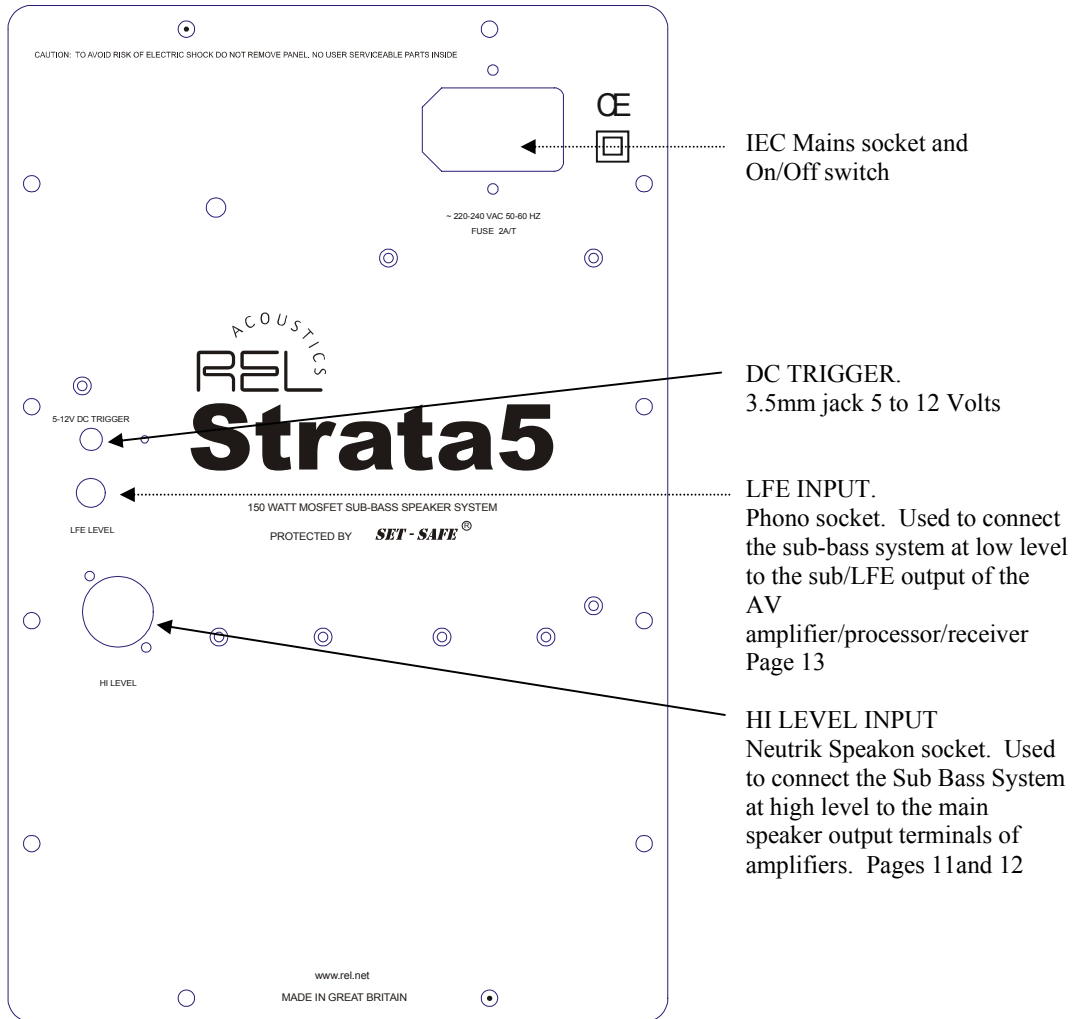 CAUTION: TO AVOID RISK OF ELECTRIC SHOCK DO NOT REMOVE PANEL. NO USER SERVICEABLE PARTS INSIDE
CE
IEC Mains socket and
On/Off switch
~ 220-240 VAC 50-60 HZ
FUSE 2A/T
ACOUSTICS
REL
Strata5
5-12V DC TRIGGER
DC TRIGGER.
3.5mm jack 5 to 12 Volts
150 WATT MOSFET SUB-BASS SPEAKER SYSTEM
LFE LEVEL
PROTECTED BY SET - SAFE ®
LFE INPUT.
Phono socket. Used to connect
the sub-bass system at low level
to the sub/LFE output of the
AV
amplifier/processor/receiver
Page 13
HI LEVEL
HI LEVEL INPUT
Neutrik Speakon socket. Used
to connect the Sub Bass System
at high level to the main
speaker output terminals of
amplifiers. Pages 11and 12
www.rel.net
MADE IN GREAT BRITAIN